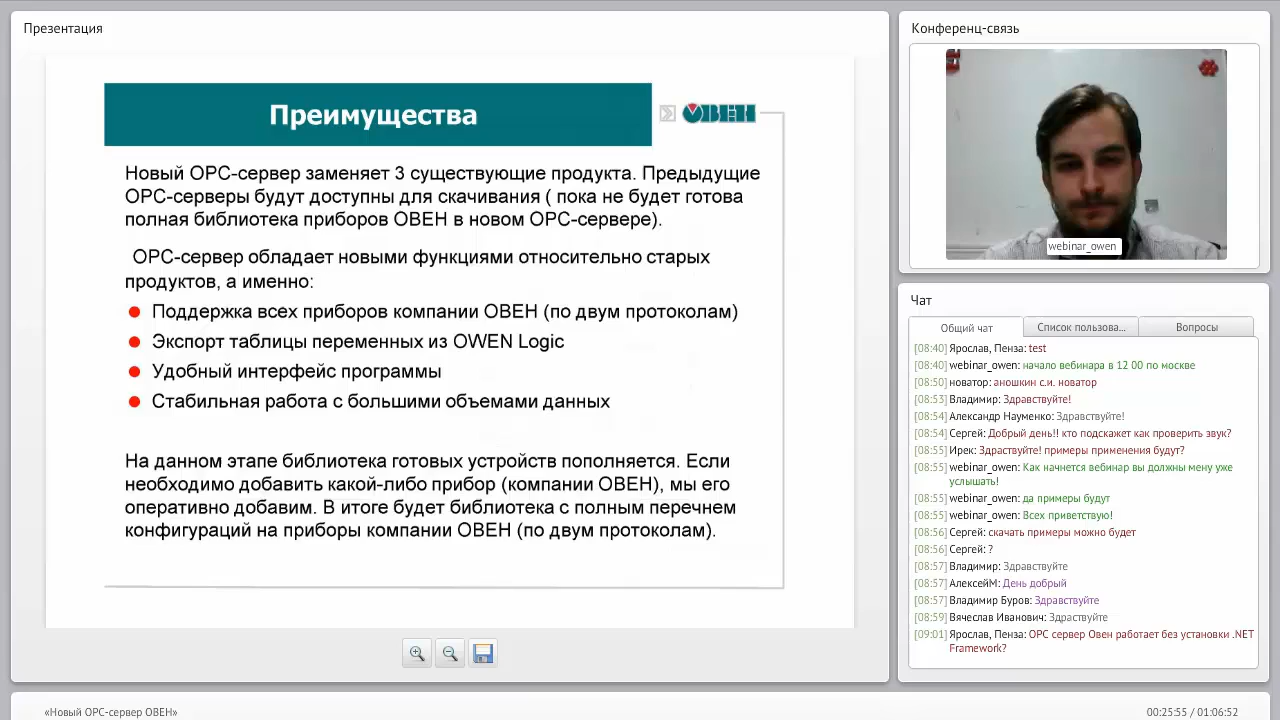 Презентация
Преимущества
ОВЕН
Новый OPC-сервер заменяет 3 существующие продукта. Предыдущие
OPC-серверы будут доступны для скачивания ( пока не будет готова
полная библиотека приборов ОВЕН в новом OPC-сервере).
OPC-сервер обладает новыми функциями относительно старых
продуктов, а именно:
Поддержка всех приборов компании ОВЕН (по двум протоколам)
Экспорт таблицы переменных из OWEN Logic
Удобный интерфейс программы
Стабильная работа с большими объемами данных
На данном этапе библиотека готовых устройств пополняется. Если
необходимо добавить какой-либо прибор (компании ОВЕН), мы его
оперативно добавим. В итоге будет библиотека с полным перечнем
конфигураций на приборы компании ОВЕН (по двум протоколам).
Конференц-связь
webinar_owen
Чат
Общий чат
Список пользова...
Вопросы
[08:40] Ярослав, Пенза: test
[08:40] webinar_owen: начало вебинара в 12 00 по москве
[08:50] новатор: аношкин с.и. новатор
[08:53] Владимир: Здравствуйте!
[08:54] Александр Науменко: Здравствуйте!
[08:54] Сергей: Добрый день!! кто подскажет как проверить звук?
[08:55] Ирек: Здраствуйте! примеры применения будут?
[08:55] webinar_owen: Как начнется вебинар вы должны мену уже
услышать!
[08:55] webinar_owen: да примеры будут
[08:55] webinar_owen: Всех приветствую!
[08:56] Сергей: скачать примеры можно будет
[08:56] Сергей: ?
[08:57] Владимир: Здравствуйте
[08:57] АлексейМ: День добрый
[08:57] Владимир Буров: Здравствуйте
[08:59] Вячеслав Иванович: Здраствуйте
[09:01] Ярослав, Пенза: OPC сервер Овен работает без установки .NET
Framework?
«Новый OPC-сервер ОВЕН»
00:25:55 / 01:06:52